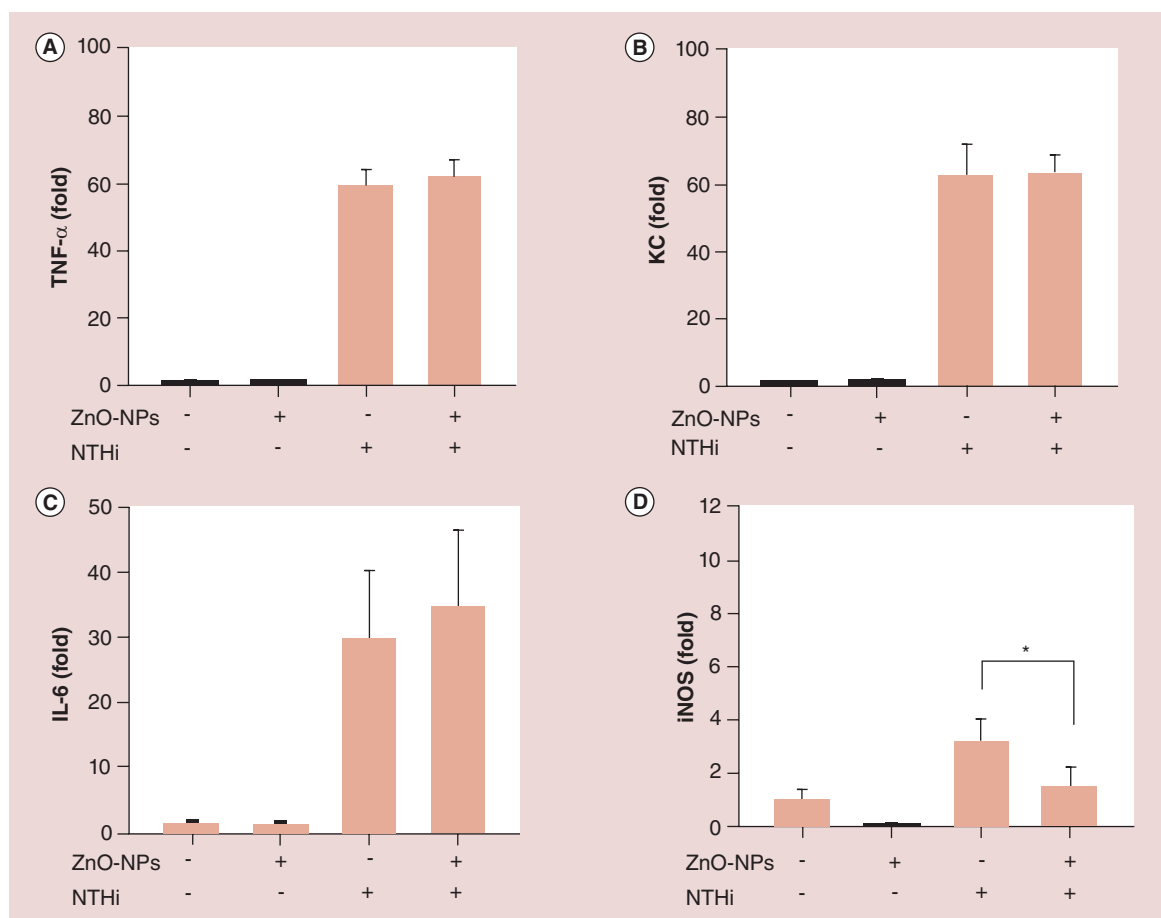 A
100
80
60
40
20
0
TNF-α (fold)
ZnO-NPs - + - +
NTHi - - + +
B
100
80
60
40
20
0
KC (fold)
ZnO-NPs - + - +
NTHi - - + +
C
50
40
30
20
10
0
IL-6 (fold)
ZnO-NPs - + - +
NTHi - - + +
D
12
10
8
6
4
2
0
iNOS (fold)
*
ZnO-NPs - + - +
NTHi - - + +